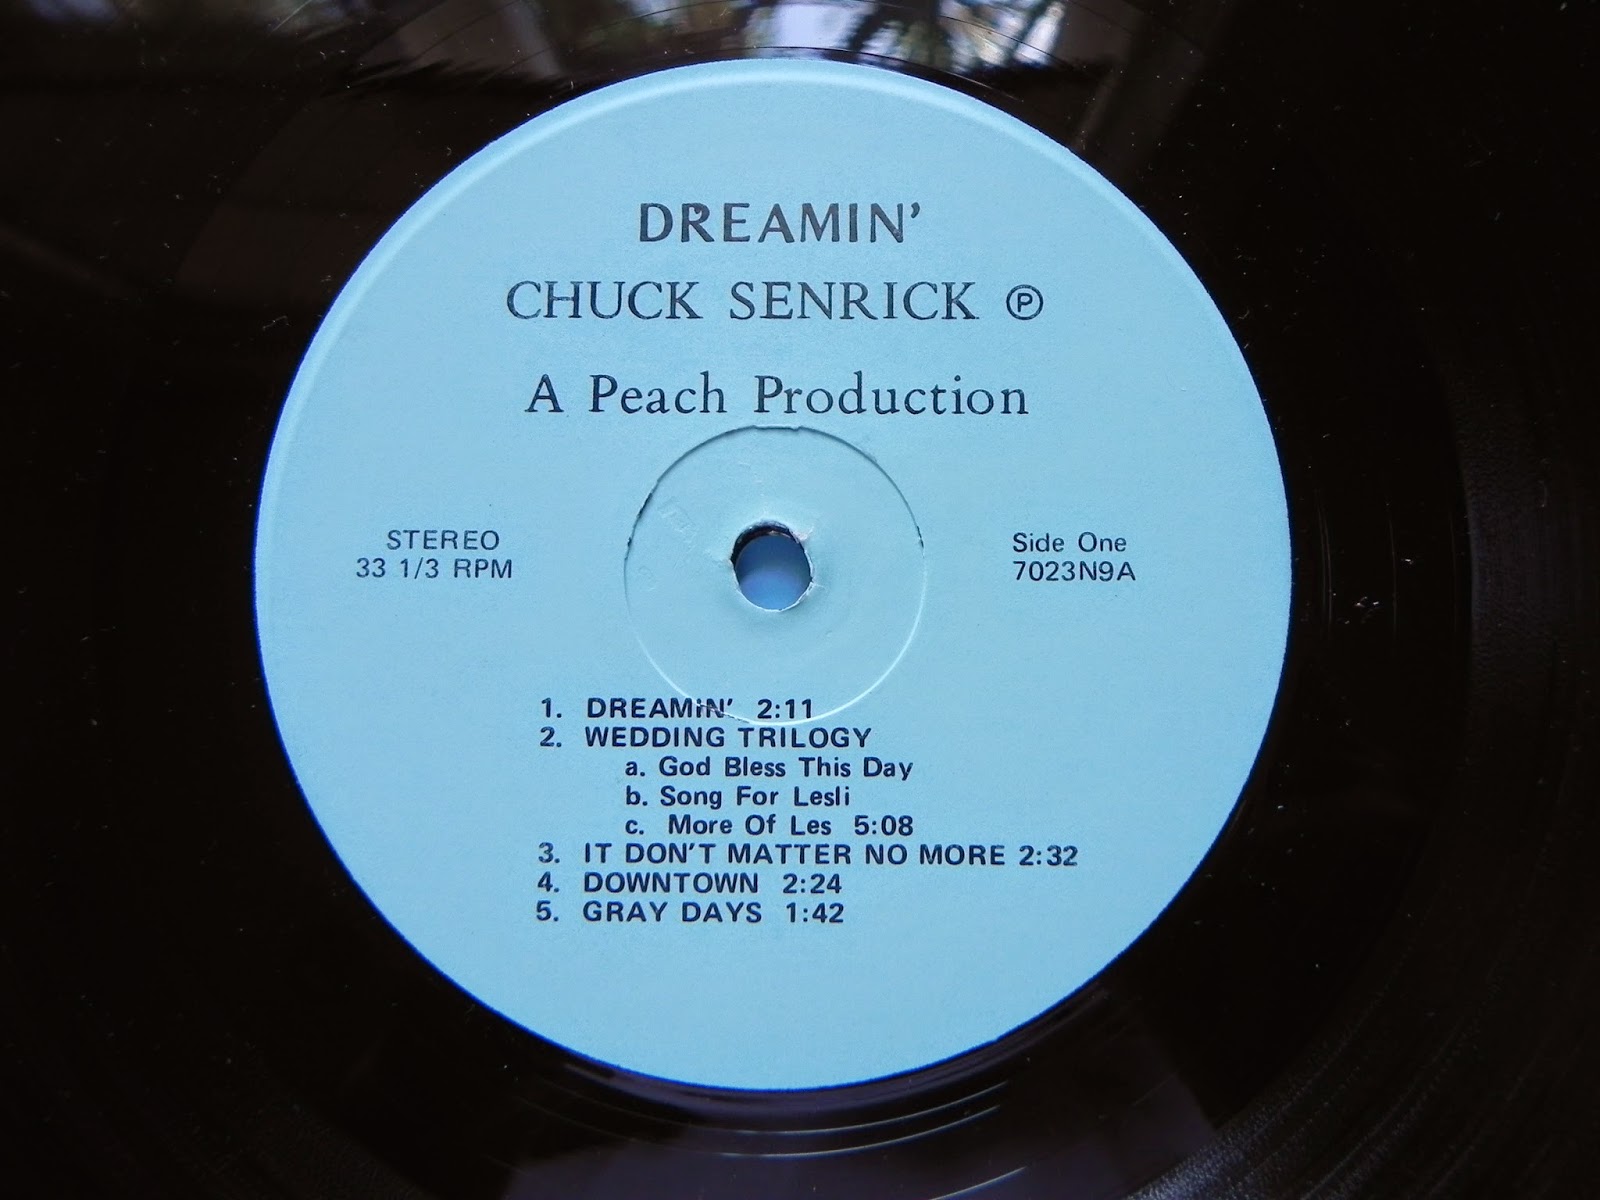 DREAMIN'
CHUCK SENRICK ℗
A Peach Production
STEREO
33 1/3 RPM
Side One
7023N9A
1. DREAMIN' 2:11
2. WEDDING TRILOGY
a. God Bless This Day
b. Song For Lesli
c. More Of Les 5:08
3. IT DON'T MATTER NO MORE 2:32
4. DOWNTOWN 2:24
5. GRAY DAYS 1:42